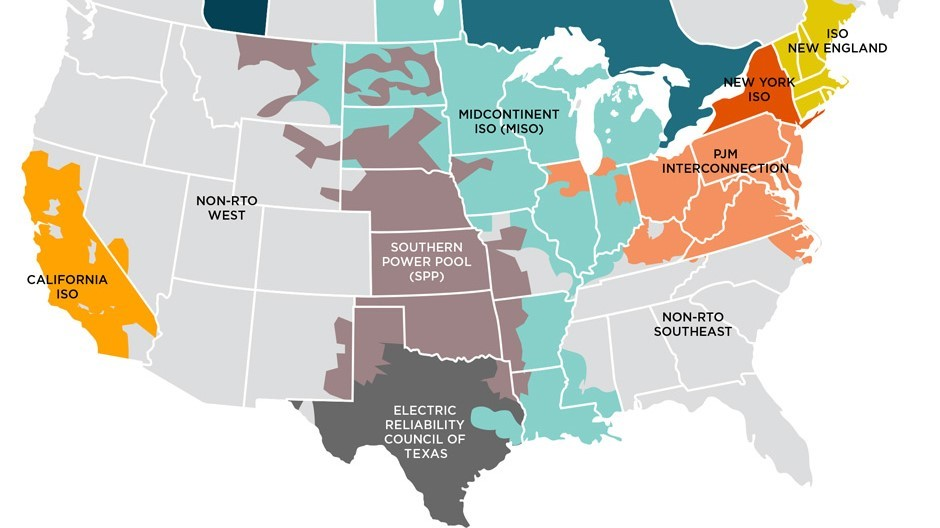 ISO
NEW ENGLAND
NEW YORK
ISO
MIDCONTINENT
ISO (MISO)
PJM
INTERCONNECTION
NON-RTO
WEST
SOUTHERN
POWER POOL
(SPP)
CALIFORNIA
ISO
NON-RTO
SOUTHEAST
ELECTRIC
RELIABILITY
COUNCIL OF
TEXAS